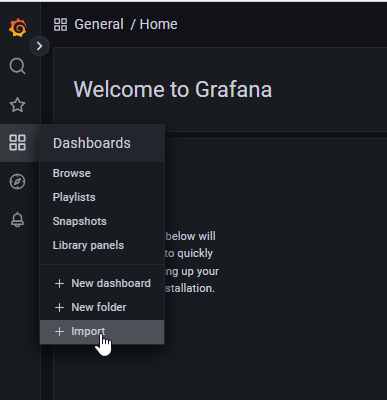 General / Home
Welcome to Grafana
Dashboards
Browse
Playlists
Snapshots
Library panels
New dashboard
New folder
Import
below will
to quickly
ng up your
stallation.